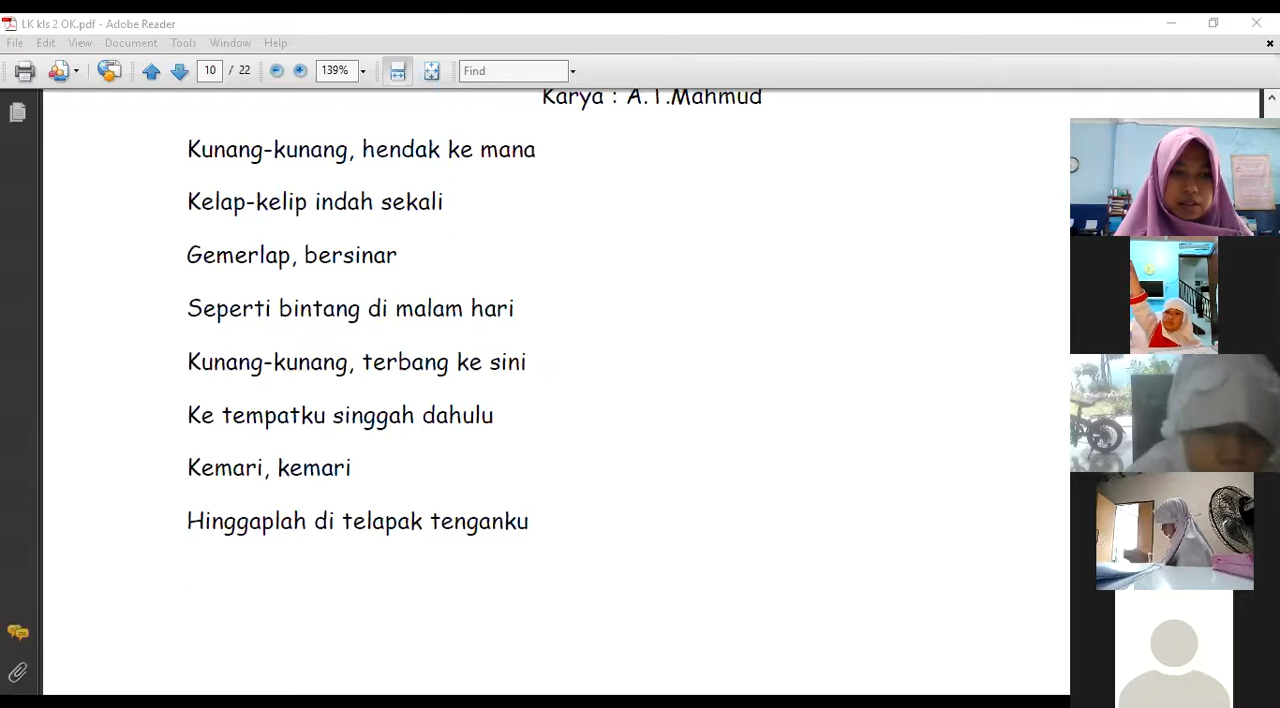 LK kls 2 OK.pdf - Adobe Reader
File Edit View Document Tools Window Help
10 / 22 139% Find
Karya : A.T.Mahmud
Kunang-kunang, hendak ke mana
Kelap-kelip indah sekali
Gemerlap, bersinar
Seperti bintang di malam hari
Kunang-kunang, terbang ke sini
Ke tempatku singgah dahulu
Kemari, kemari
Hinggaplah di telapak tenganku